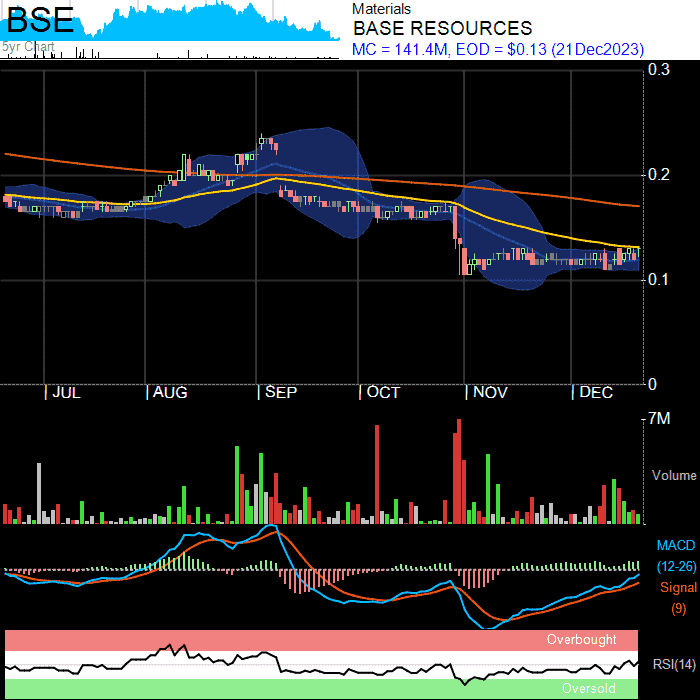 BSE
5yr Chart
Materials
BASE RESOURCES
MC = 141.4M, EOD = $0.13 (21Dec2023)
0.3
0.2
0.1
0
JUL AUG SEP OCT NOV DEC
7M
Volume
MACD
(12-26)
Signal
(9)
Overbought
RSI(14)
Oversold